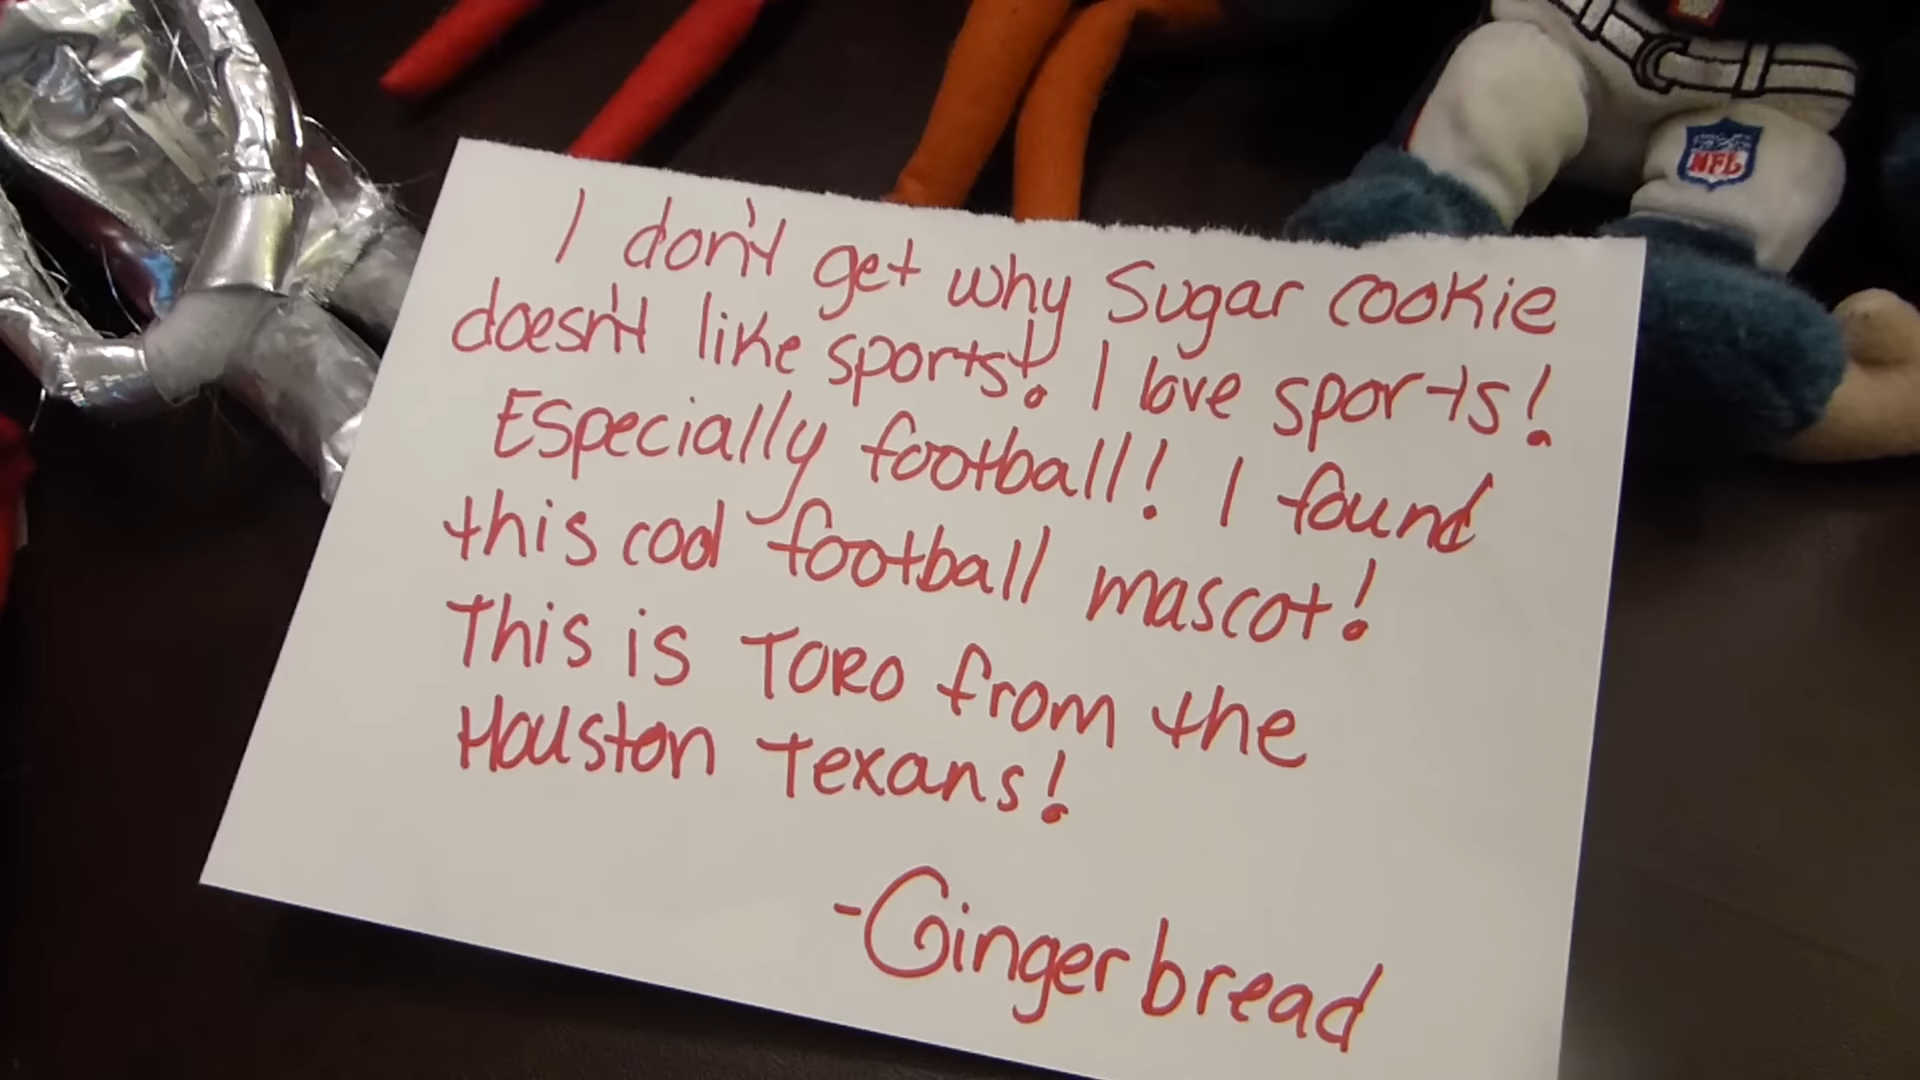 NFL
I don't get why Sugar cookie
doesn't like sports! I love sports!
Especially football! I found
this cool football mascot!
This is TORO from the
Houston Texans!
-Gingerbread